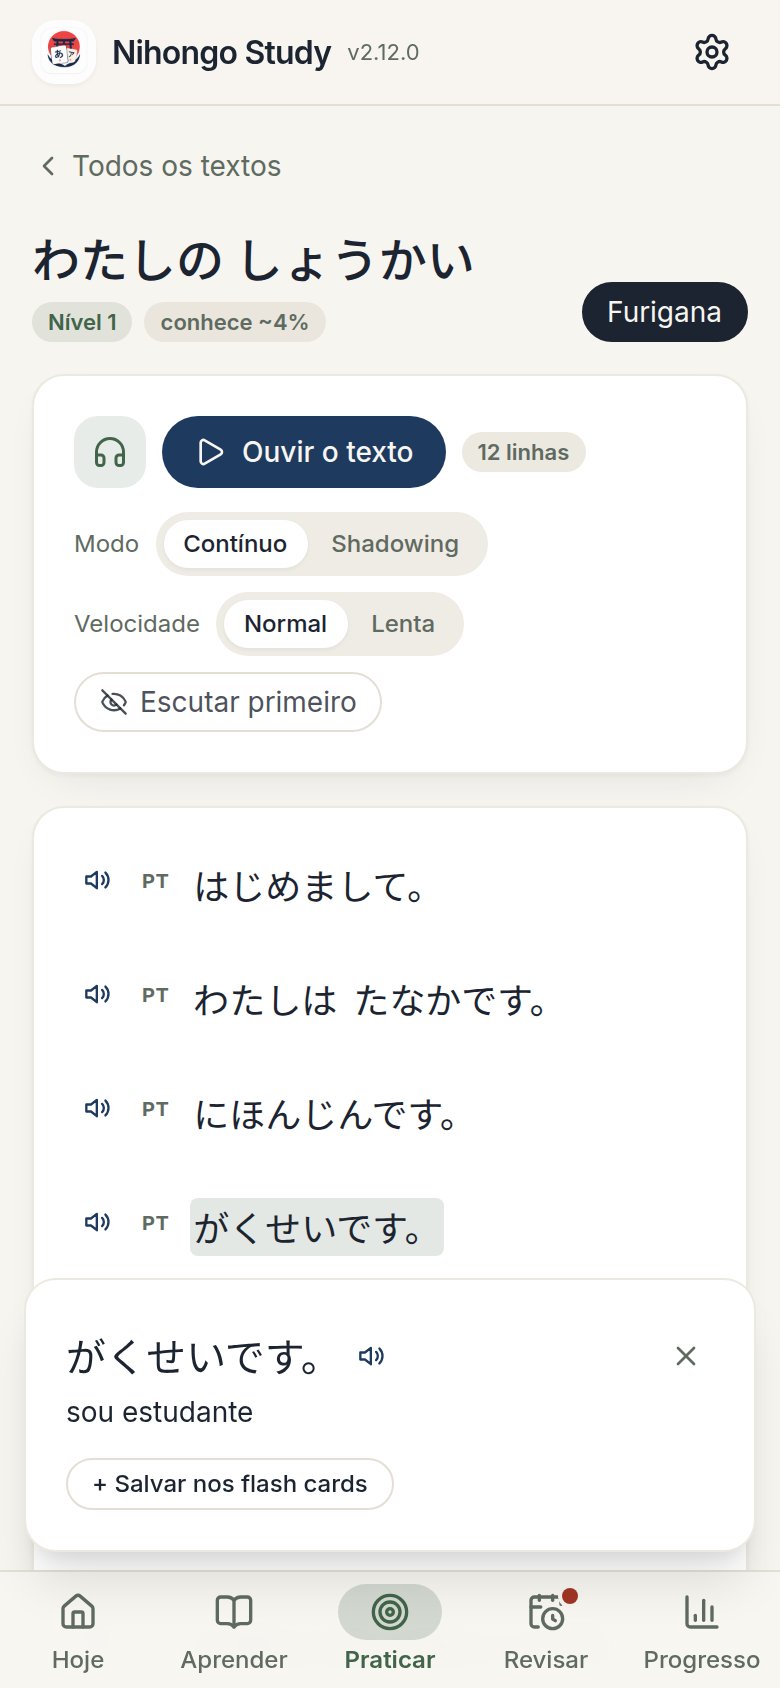 Nihongo Study v2.12.0
Todos os textos
わたしの しょうかい
Nível 1 conhece ~4%
Furigana
Ouvir o texto 12 linhas
Modo Contínuo Shadowing
Velocidade Normal Lenta
Escutar primeiro
PT はじめまして。
PT わたしは たなかです。
PT にほんじんです。
PT がくせいです。
がくせいです。
sou estudante
+ Salvar nos flash cards
Hoje Aprender Praticar Revisar Progresso